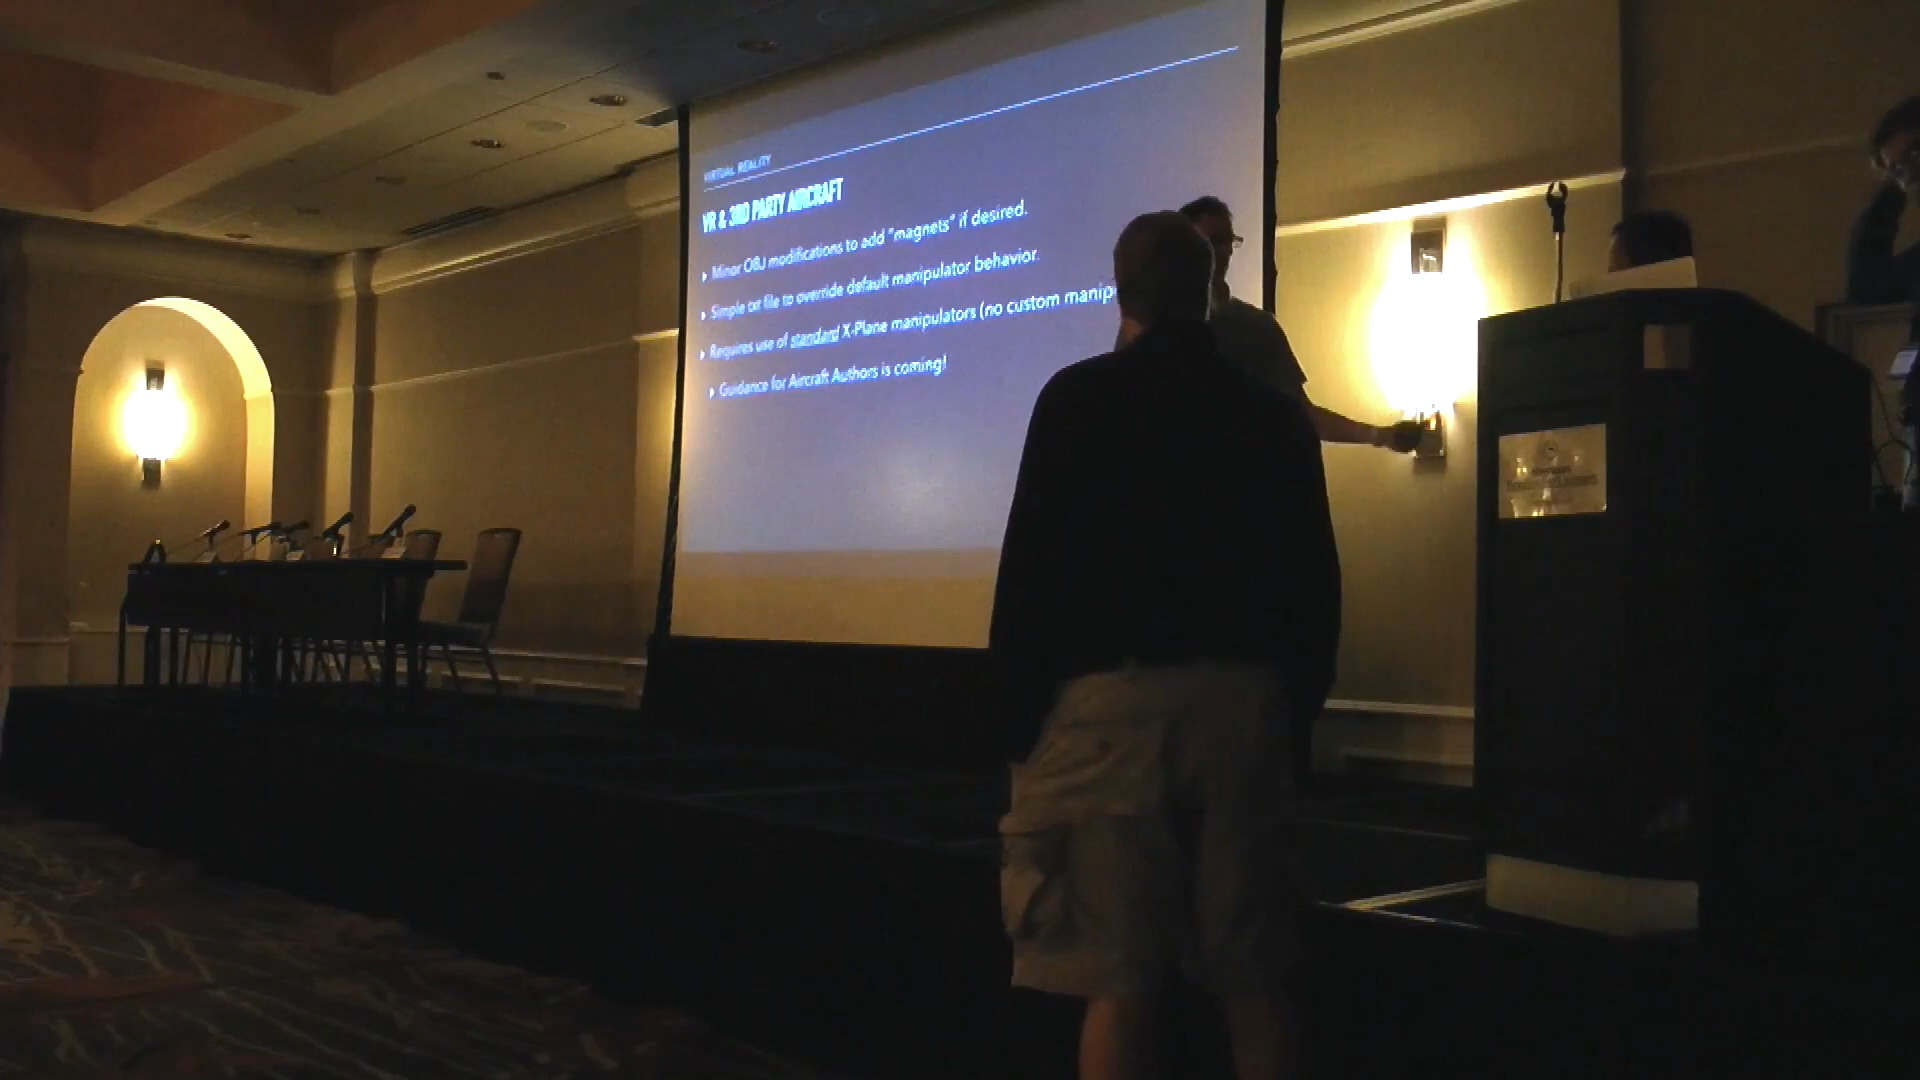 VIRTUAL REALITY
VR & 3RD PARTY AIRCRAFT
Minor OBJ modifications to add "magnets" if desired.
Simple txt file to override default manipulator behavior.
Requires use of standard X-Plane manipulators (no custom manip
Guidance for Aircraft Authors is coming!